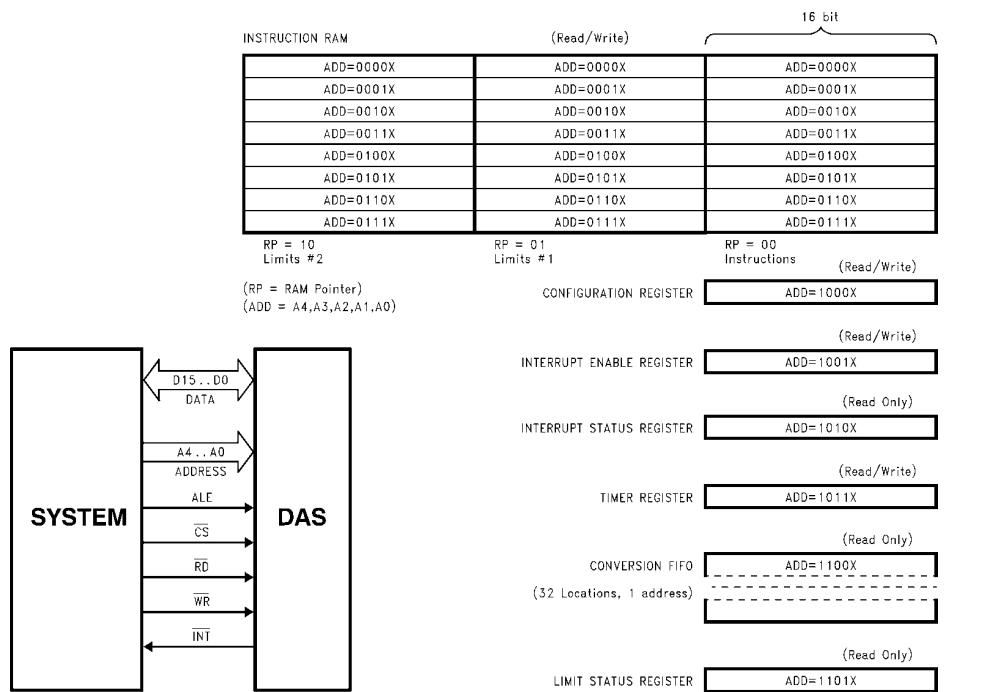 16 bit
INSTRUCTION RAM (Read/Write)
ADD=0000X ADD=0000X ADD=0000X
ADD=0001X ADD=0001X ADD=0001X
ADD=0010X ADD=0010X ADD=0010X
ADD=0011X ADD=0011X ADD=0011X
ADD=0100X ADD=0100X ADD=0100X
ADD=0101X ADD=0101X ADD=0101X
ADD=0110X ADD=0110X ADD=0110X
ADD=0111X ADD=0111X ADD=0111X
RP = 10 RP = 01 RP = 00
Limits #2 Limits #1 Instructions
(RP = RAM Pointer)
(ADD = A4,A3,A2,A1,A0)
(Read/Write)
CONFIGURATION REGISTER ADD=1000X
(Read/Write)
INTERRUPT ENABLE REGISTER ADD=1001X
(Read Only)
INTERRUPT STATUS REGISTER ADD=1010X
(Read/Write)
TIMER REGISTER ADD=1011X
(Read Only)
CONVERSION FIFO ADD=1100X
(32 Locations, 1 address)
(Read Only)
LIMIT STATUS REGISTER ADD=1101X
SYSTEM
D15..D0
DATA
A4..A0
ADDRESS
ALE
C̅S̅
R̅D̅
W̅R̅
I̅N̅T̅
DAS